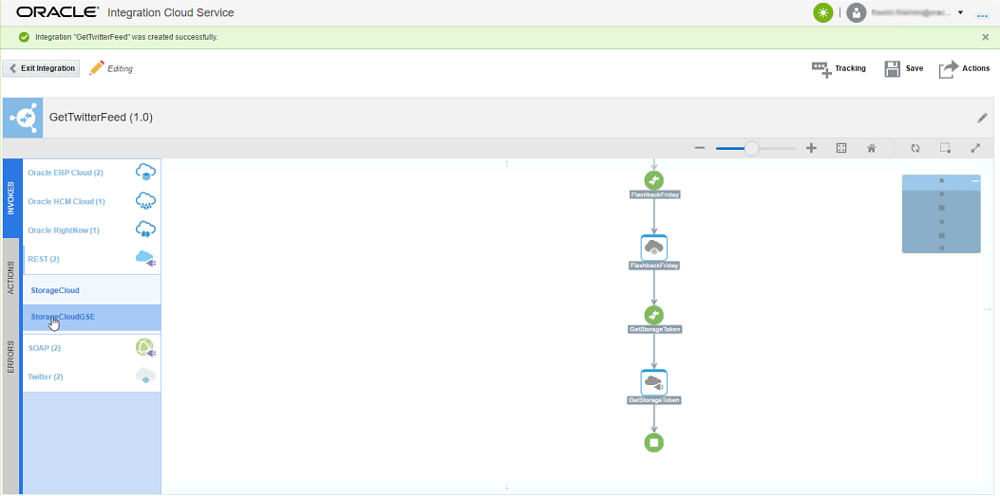 ORACLE® Integration Cloud Service
Integration "GetTwitterFeed" was created successfully.
Exit Integration
Editing
Tracking
Save
Actions
GetTwitterFeed (1.0)
INVOKES
ACTIONS
ERRORS
Oracle ERP Cloud (2)
Oracle HCM Cloud (1)
Oracle RightNow (1)
REST (2)
StorageCloud
StorageCloudGSE
SOAP (2)
Twitter (2)
FlashbackFriday
FlashbackFriday
GetStorageToken
GetStorageToken